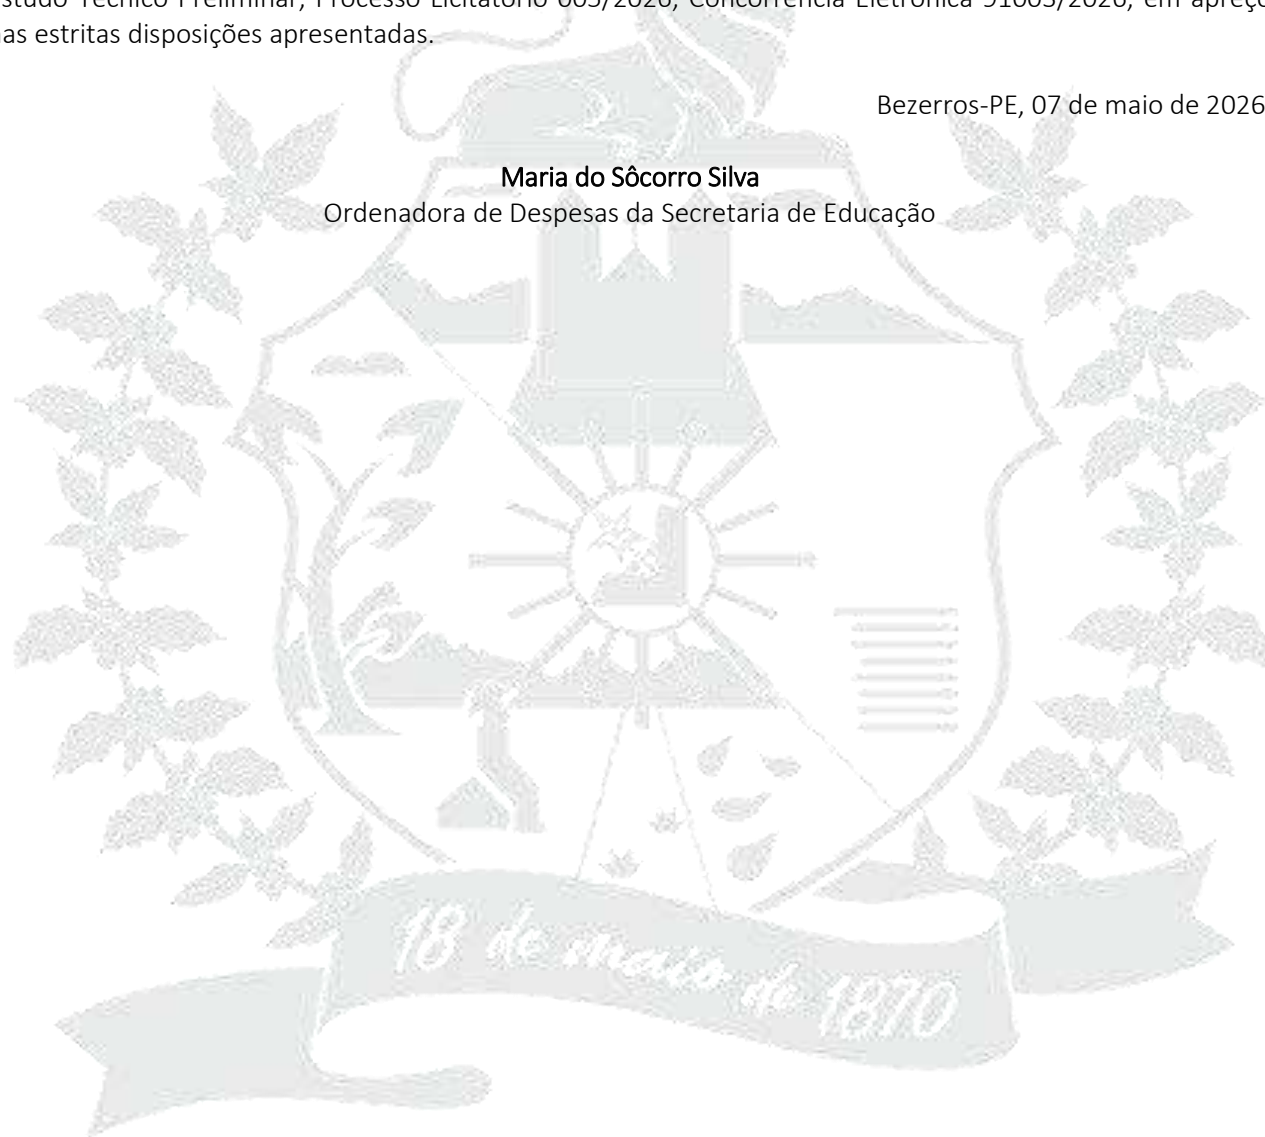 Técnico Preliminar, Processo Licitatório 005/2026, Concorrência Eletrônica 91005/2026, em apreço
nas estritas disposições apresentadas.
Bezerros-PE, 07 de maio de 2026
Maria do Sôcorro Silva
Ordenadora de Despesas da Secretaria de Educação
18 de maio de 1870